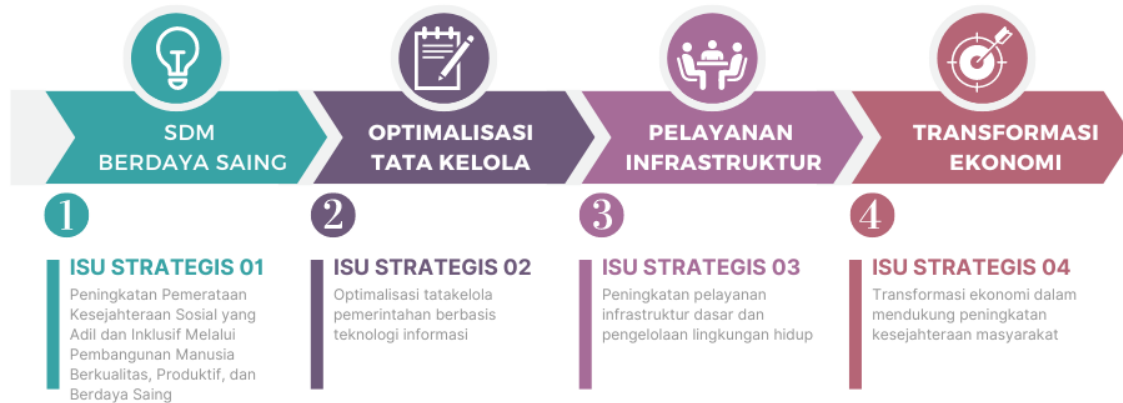 SDM
BERDAYA SAING
OPTIMALISASI
TATA KELOLA
PELAYANAN
INFRASTRUKTUR
TRANSFORMASI
EKONOMI
1
ISU STRATEGIS 01
Peningkatan Pemerataan
Kesejahteraan Sosial yang
Adil dan Inklusif Melalui
Pembangunan Manusia
Berkualitas, Produktif, dan
Berdaya Saing
2
ISU STRATEGIS 02
Optimalisasi tatakelola
pemerintahan berbasis
teknologi informasi
3
ISU STRATEGIS 03
Peningkatan pelayanan
infrastruktur dasar dan
pengelolaan lingkungan hidup
4
ISU STRATEGIS 04
Transformasi ekonomi dalam
mendukung peningkatan
kesejahteraan masyarakat